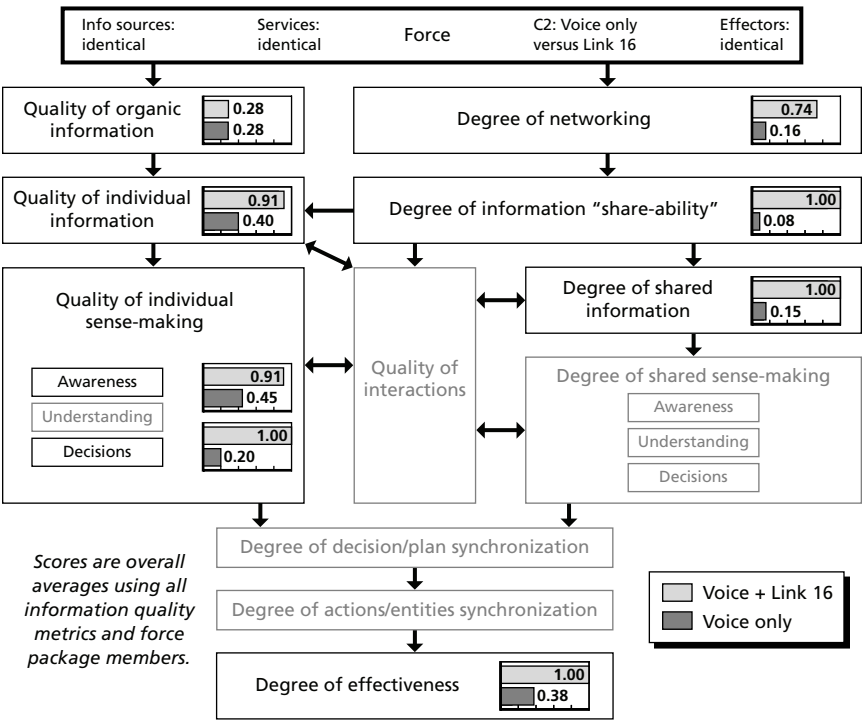 Info sources:
identical
Services:
identical
Force
C2: Voice only
versus Link 16
Effectors:
identical
Quality of organic
information
0.28
0.28
Degree of networking
0.74
0.16
Quality of individual
information
0.91
0.40
Degree of information “share-ability”
1.00
0.08
Quality of individual
sense-making
Awareness
0.91
0.45
Understanding
Decisions
1.00
0.20
Quality of
interactions
Degree of shared
information
1.00
0.15
Degree of shared sense-making
Awareness
Understanding
Decisions
Degree of decision/plan synchronization
Degree of actions/entities synchronization
Degree of effectiveness
1.00
0.38
Scores are overall
averages using all
information quality
metrics and force
package members.
Voice + Link 16
Voice only